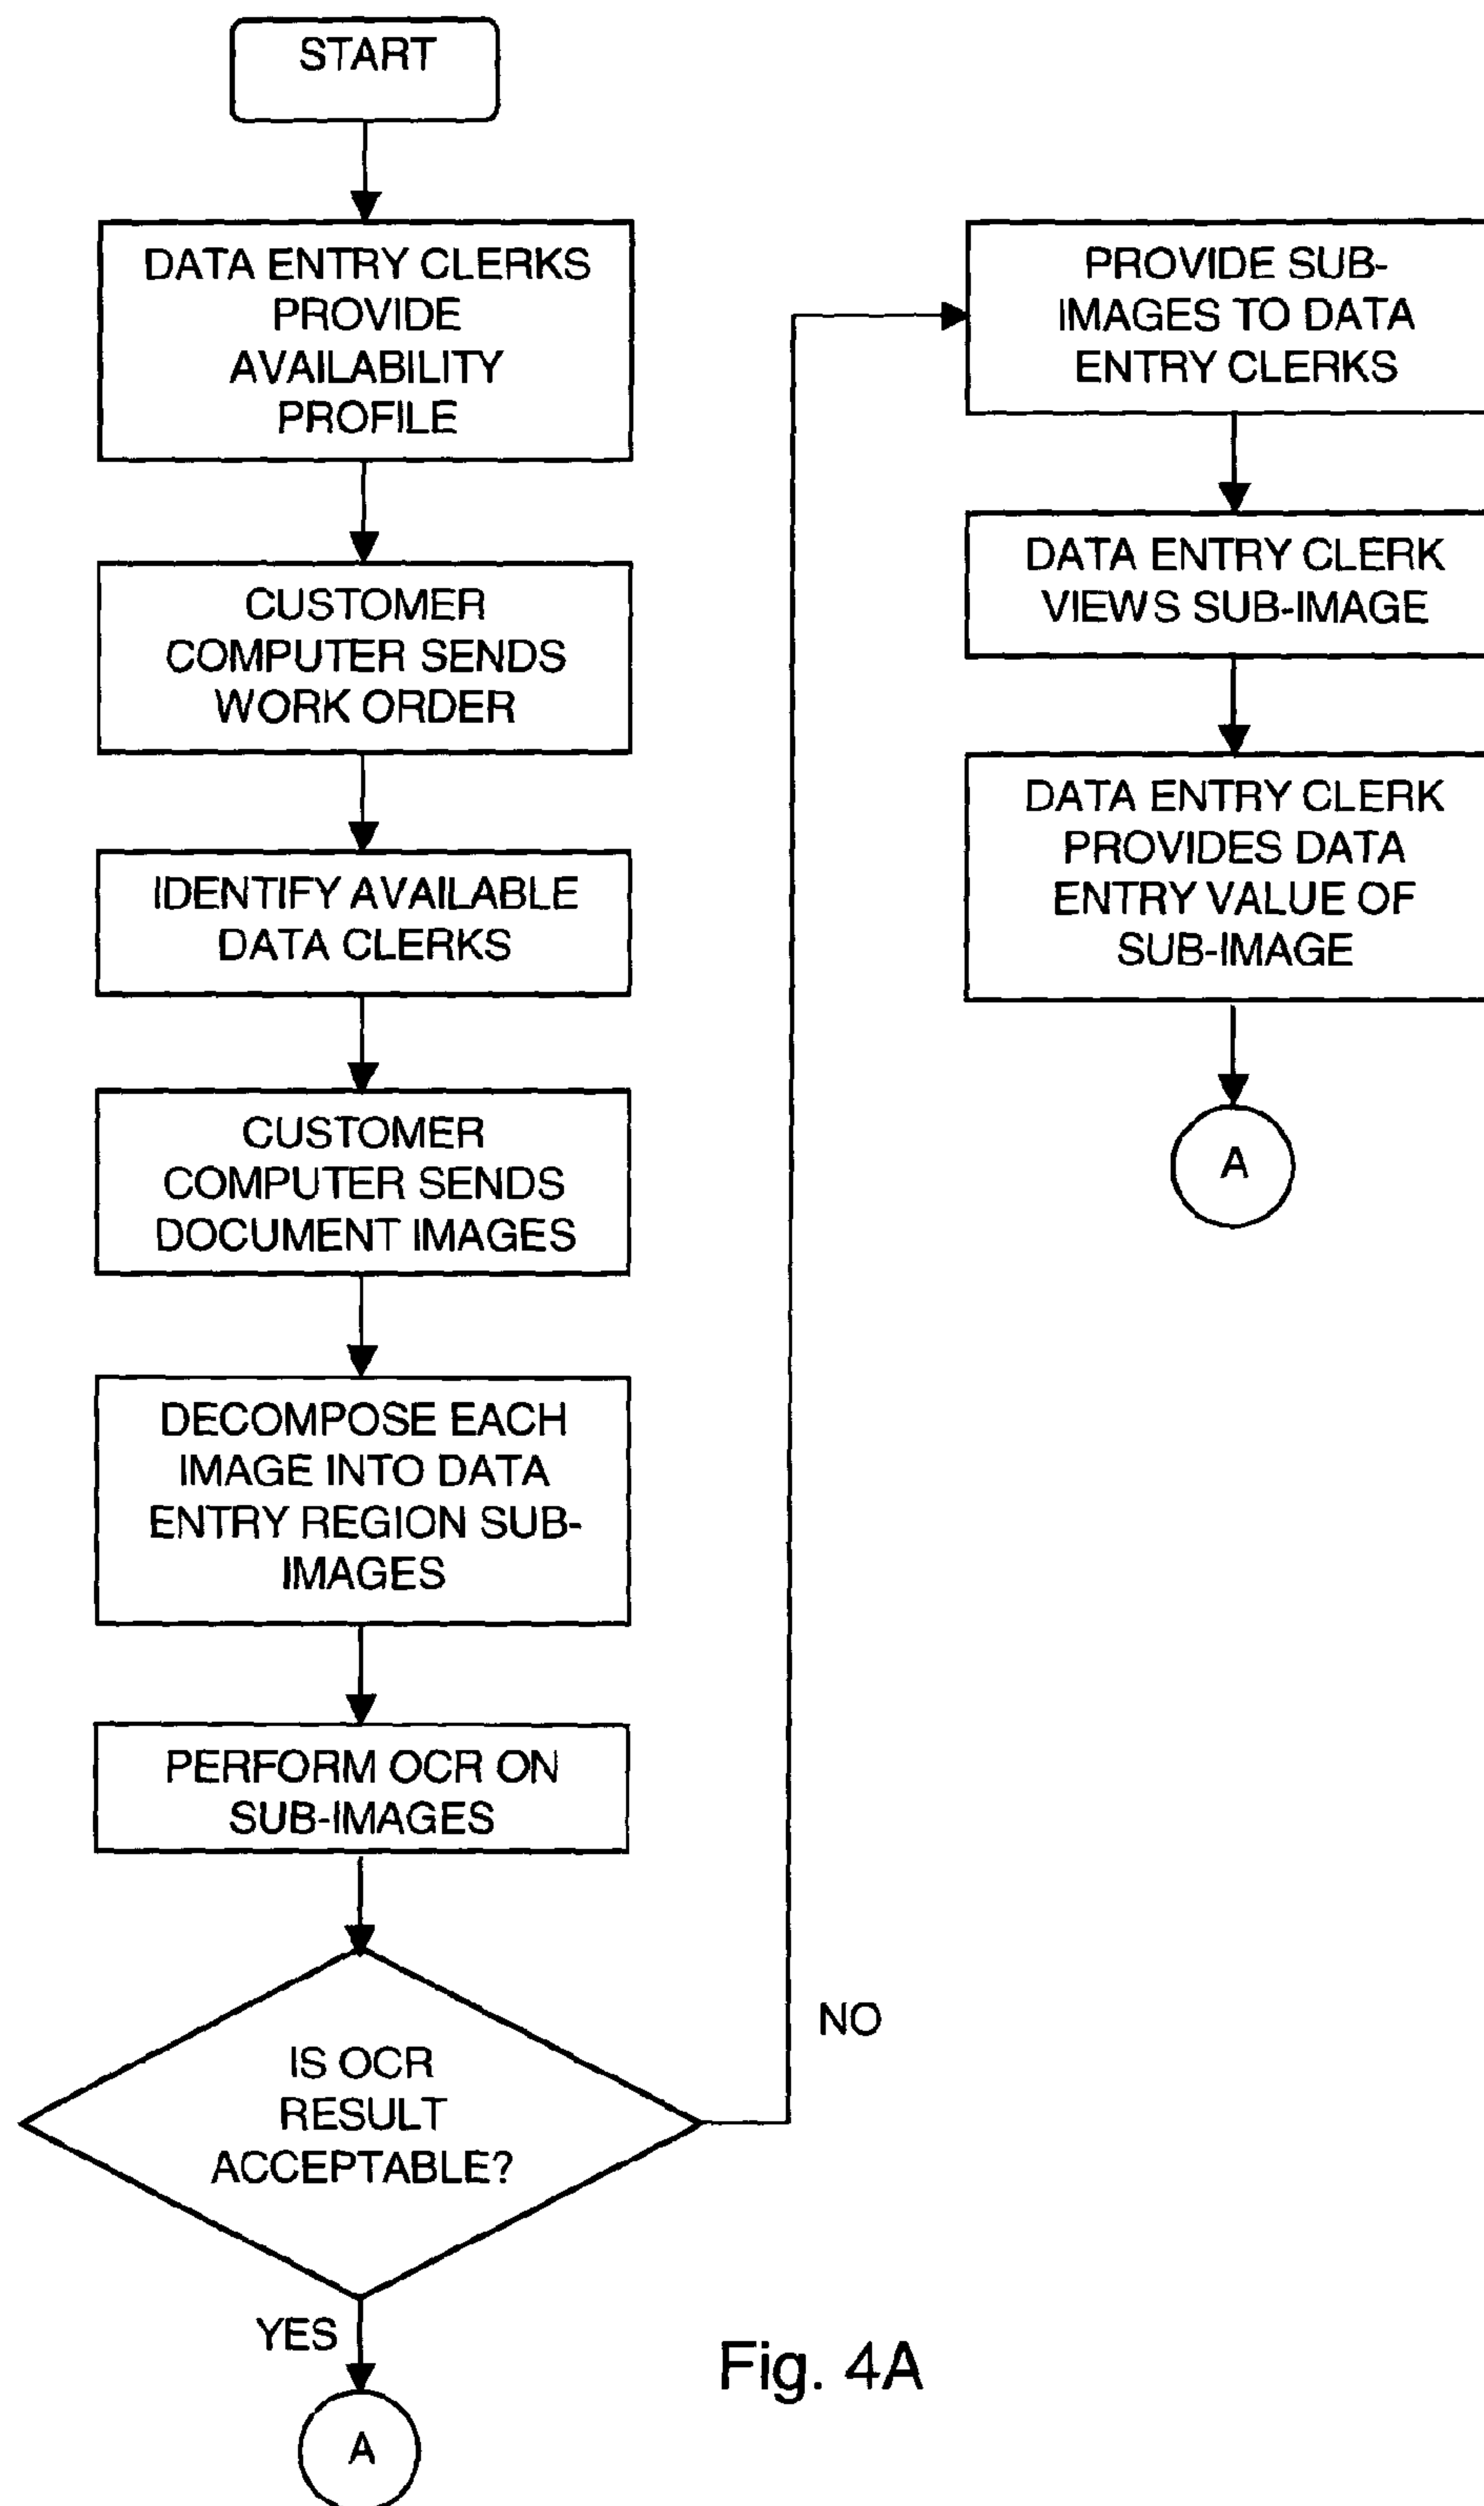 START
DATA ENTRY CLERKS
PROVIDE
AVAILABILITY
PROFILE
CUSTOMER
COMPUTER SENDS
WORK ORDER
IDENTIFY AVAILABLE
DATA CLERKS
CUSTOMER
COMPUTER SENDS
DOCUMENT IMAGES
DECOMPOSE EACH
IMAGE INTO DATA
ENTRY REGION SUB-
IMAGES
PERFORM OCR ON
SUB-IMAGES
IS OCR
RESULT
ACCEPTABLE?
YES
A
NO
PROVIDE SUB-
IMAGES TO DATA
ENTRY CLERKS
DATA ENTRY CLERK
VIEWS SUB-IMAGE
DATA ENTRY CLERK
PROVIDES DATA
ENTRY VALUE OF
SUB-IMAGE
A
Fig. 4A